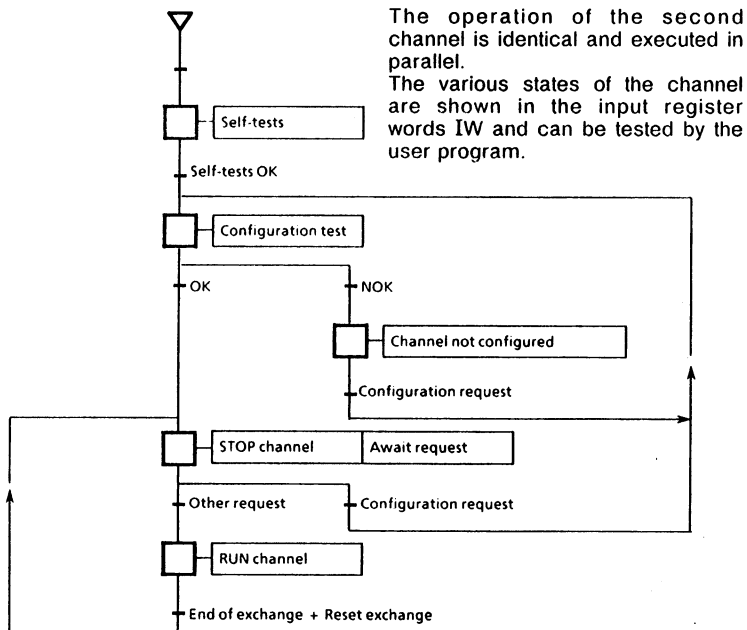 The operation of the second
channel is identical and executed in
parallel.
The various states of the channel
are shown in the input register
words IW and can be tested by the
user program.
Self-tests
Self-tests OK
Configuration test
OK
NOK
Channel not configured
Configuration request
STOP channel
Await request
Other request
Configuration request
RUN channel
End of exchange + Reset exchange